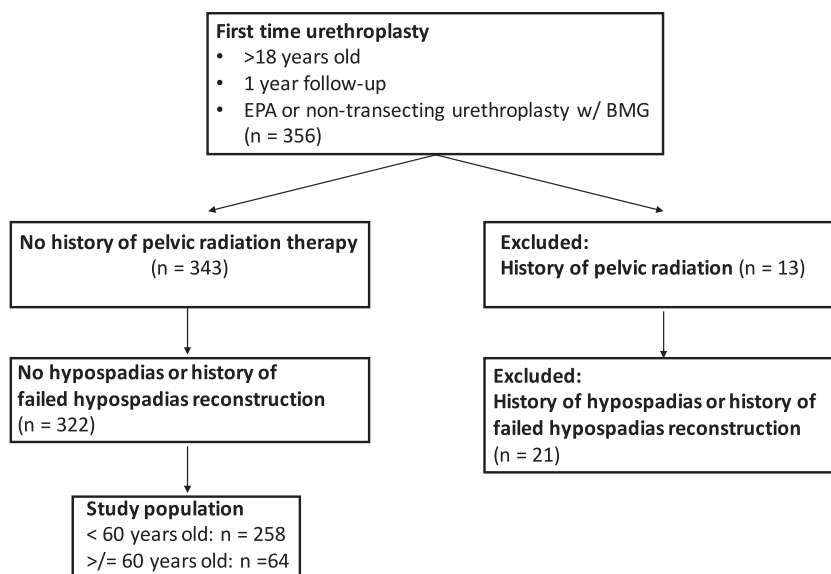 First time urethroplasty
• >18 years old
• 1 year follow-up
• EPA or non-transecting urethroplasty w/ BMG
(n = 356)
No history of pelvic radiation therapy
(n = 343)
Excluded:
History of pelvic radiation (n = 13)
No hypospadias or history of
failed hypospadias reconstruction
(n = 322)
Excluded:
History of hypospadias or history of
failed hypospadias reconstruction
(n = 21)
Study population
< 60 years old: n = 258
>/= 60 years old: n =64